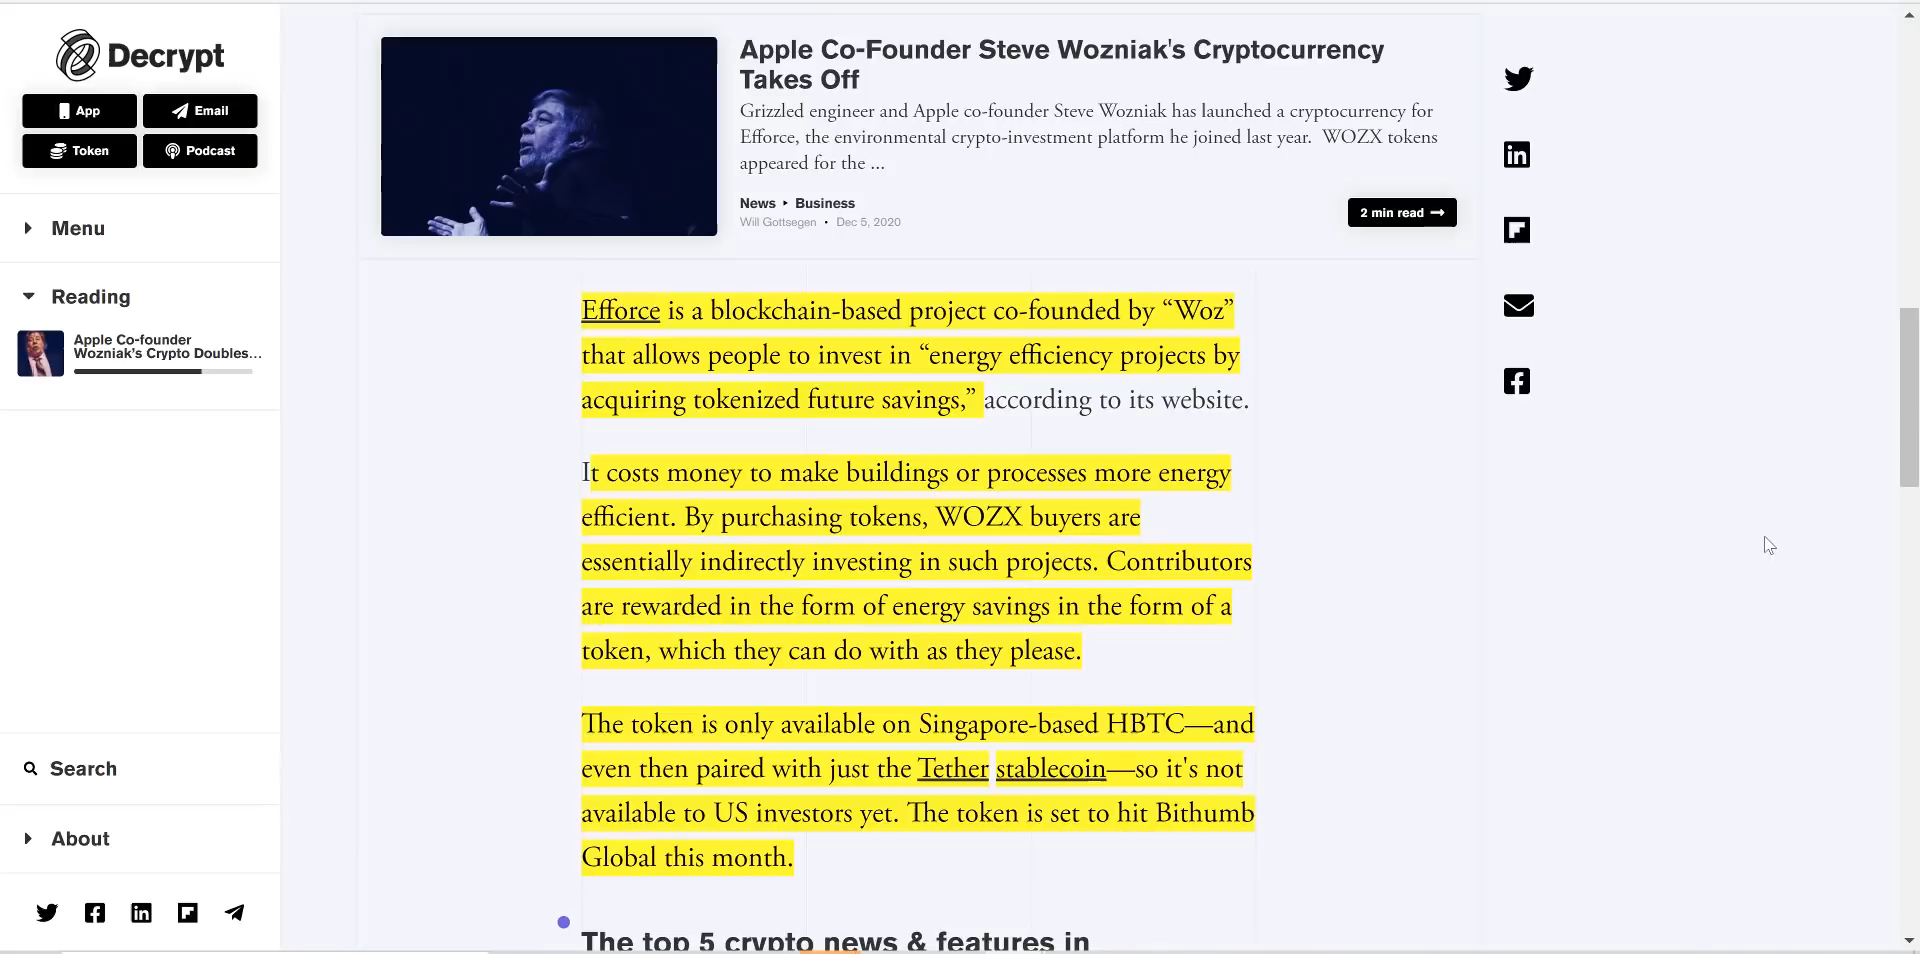 Decrypt
App
Email
Token
Podcast
Menu
Reading
Apple Co-founder
Wozniak’s Crypto Doubles...
Search
About
Apple Co-Founder Steve Wozniak's Cryptocurrency
Takes Off
Grizzled engineer and Apple co-founder Steve Wozniak has launched a cryptocurrency for
Efforce, the environmental crypto-investment platform he joined last year.  WOZX tokens
appeared for the ...
News ‣ Business
Will Gottsegen • Dec 5, 2020
2 min read →
Efforce is a blockchain-based project co-founded by “Woz”
that allows people to invest in “energy efficiency projects by
acquiring tokenized future savings,” according to its website.
It costs money to make buildings or processes more energy
efficient. By purchasing tokens, WOZX buyers are
essentially indirectly investing in such projects. Contributors
are rewarded in the form of energy savings in the form of a
token, which they can do with as they please.
The token is only available on Singapore-based HBTC—and
even then paired with just the Tether stablecoin—so it's not
available to US investors yet. The token is set to hit Bithumb
Global this month.
The top 5 crypto news & features in